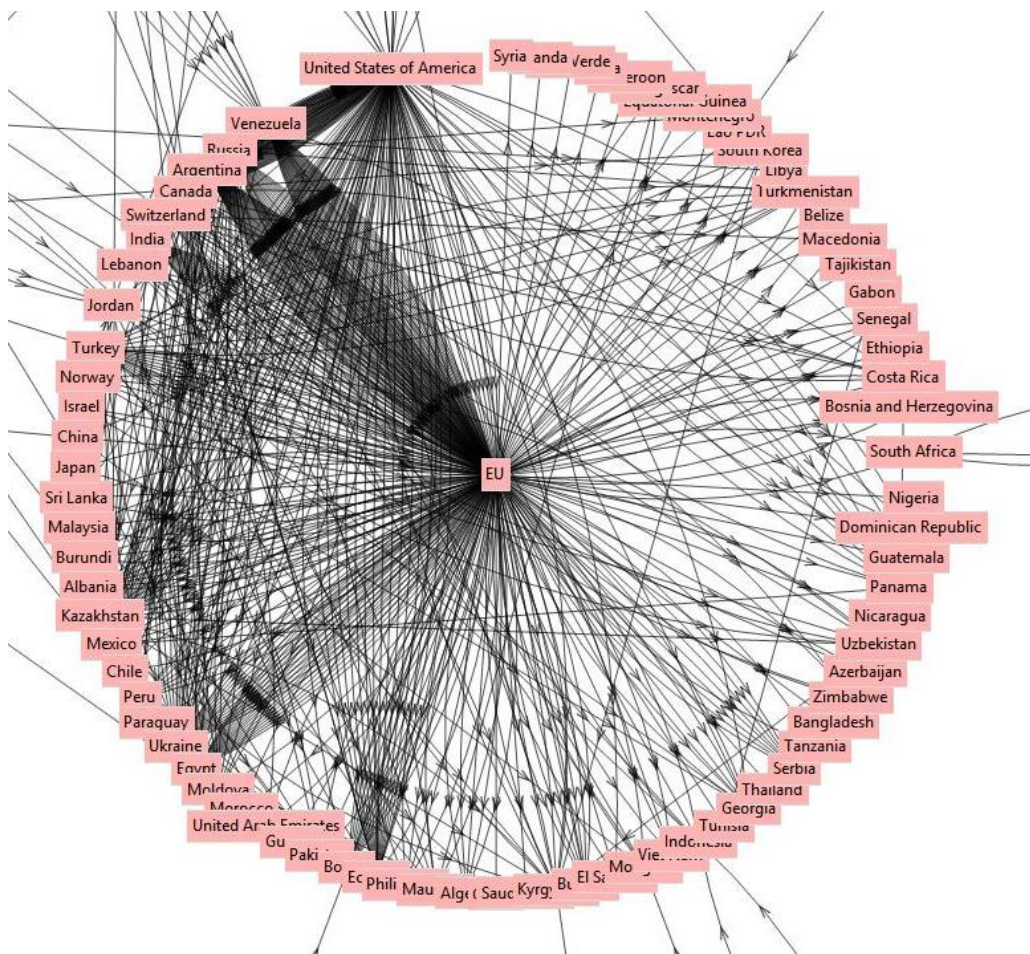 United States of America
Syria
Venezuela
Russia
Argentina
Canada
Switzerland
India
Lebanon
Jordan
Turkey
Norway
Israel
China
Japan
Sri Lanka
Malaysia
Burundi
Albania
Kazakhstan
Mexico
Chile
Peru
Paraguay
Ukraine
Egypt
Moldova
Morocco
United Arab Emirates
EU
Equatorial Guinea
Montenegro
Lao PDR
South Korea
Libya
Turkmenistan
Belize
Macedonia
Tajikistan
Gabon
Senegal
Ethiopia
Costa Rica
Bosnia and Herzegovina
South Africa
Nigeria
Dominican Republic
Guatemala
Panama
Nicaragua
Uzbekistan
Azerbaijan
Zimbabwe
Bangladesh
Tanzania
Serbia
Thailand
Georgia
Tunisia
Indonesia